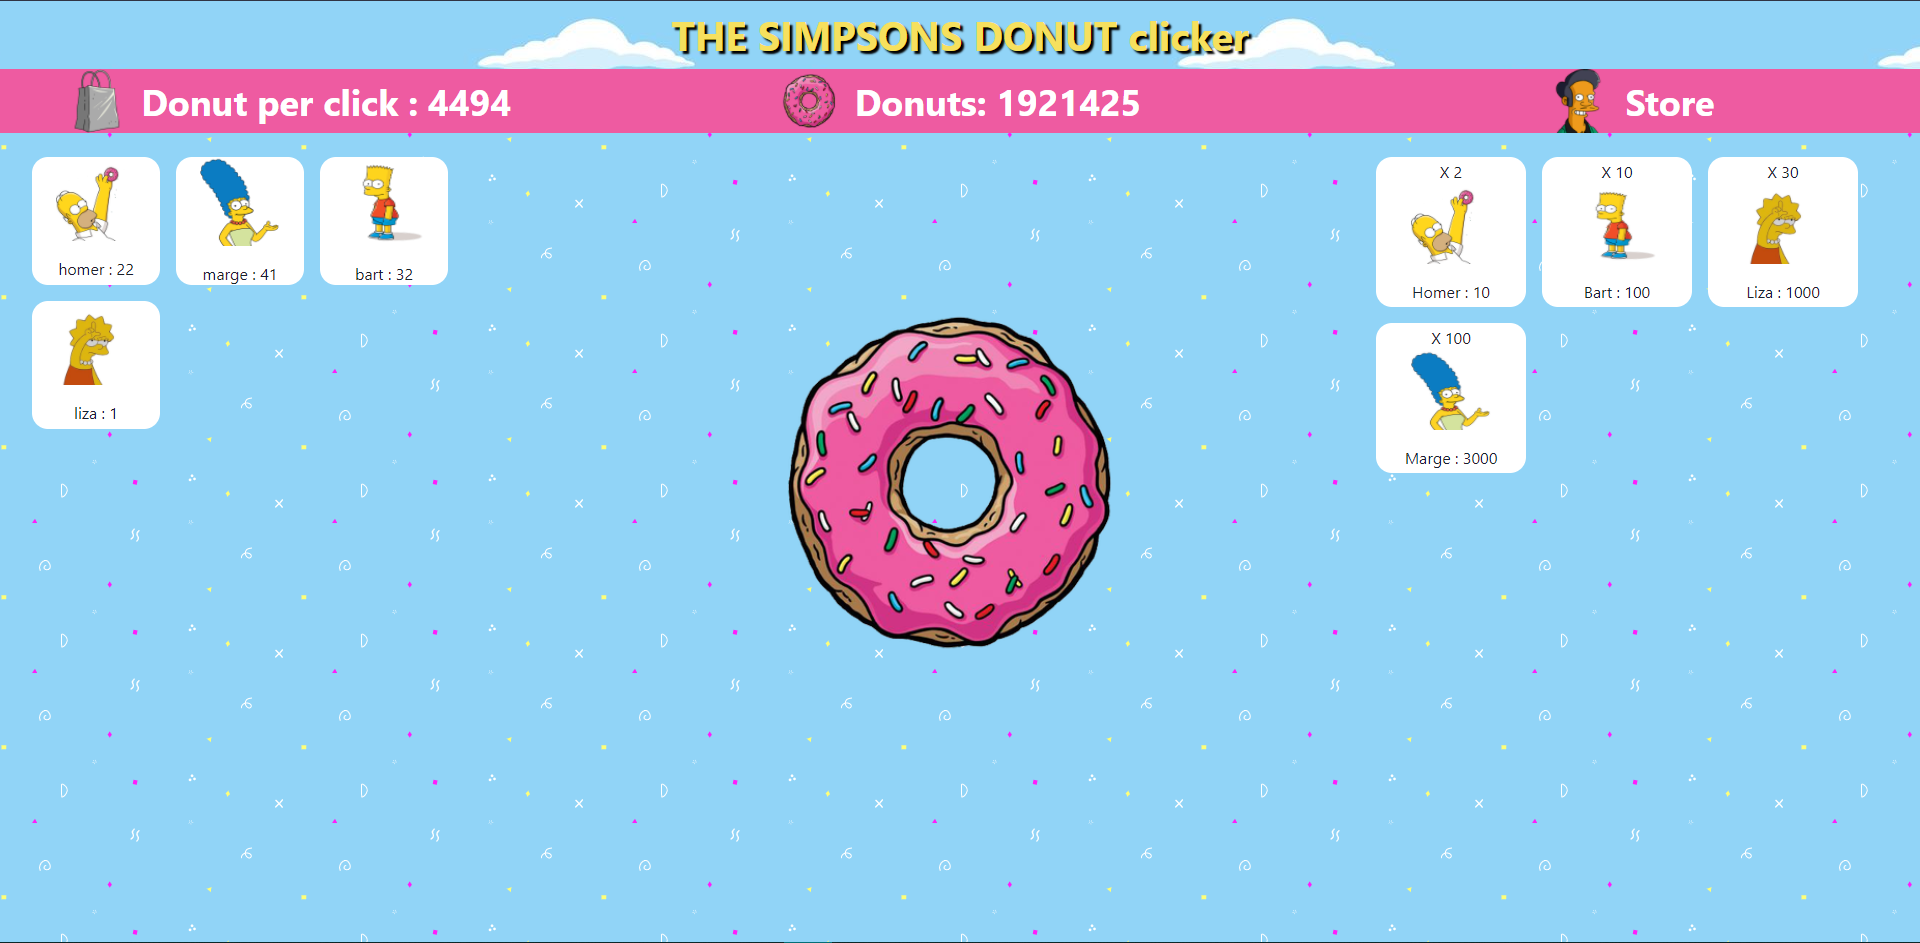 THE SIMPSONS DONUT clicker
Donut per click : 4494
Donuts: 1921425
Store
homer : 22
marge : 41
bart : 32
liza : 1
X 2
Homer : 10
X 10
Bart : 100
X 30
Liza : 1000
X 100
Marge : 3000